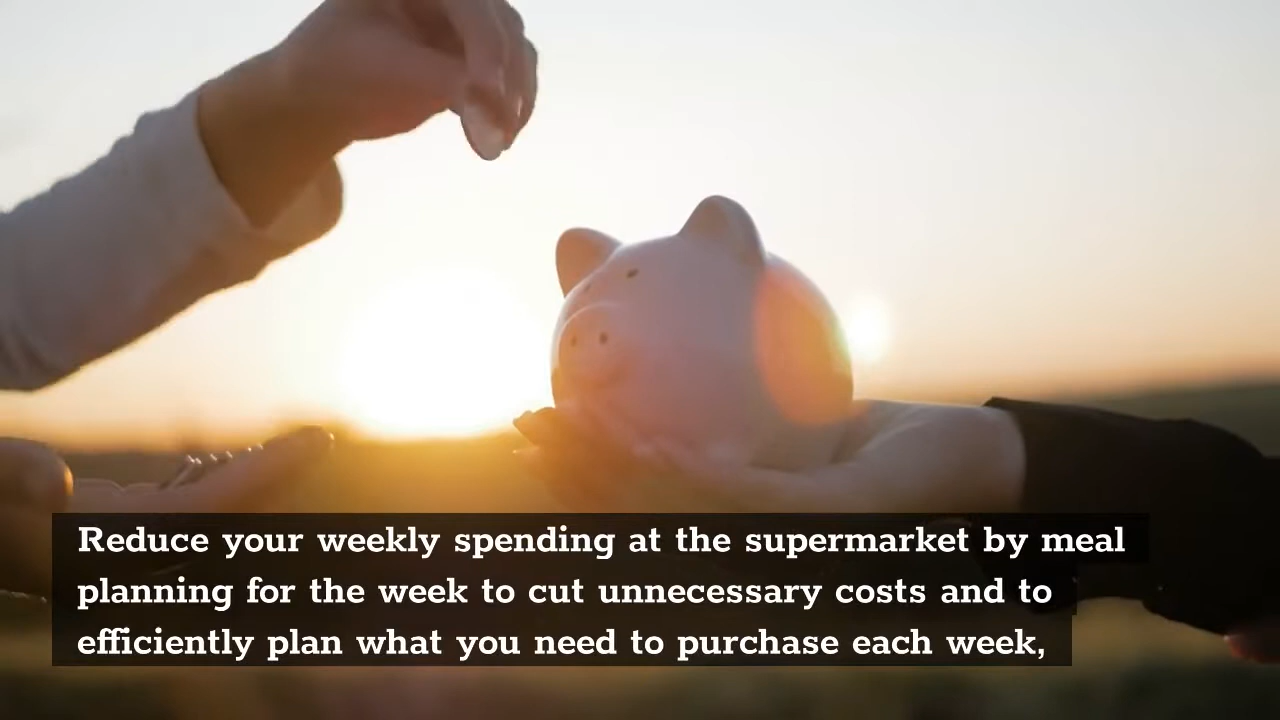 Reduce your weekly spending at the supermarket by meal
planning for the week to cut unnecessary costs and to
efficiently plan what you need to purchase each week,